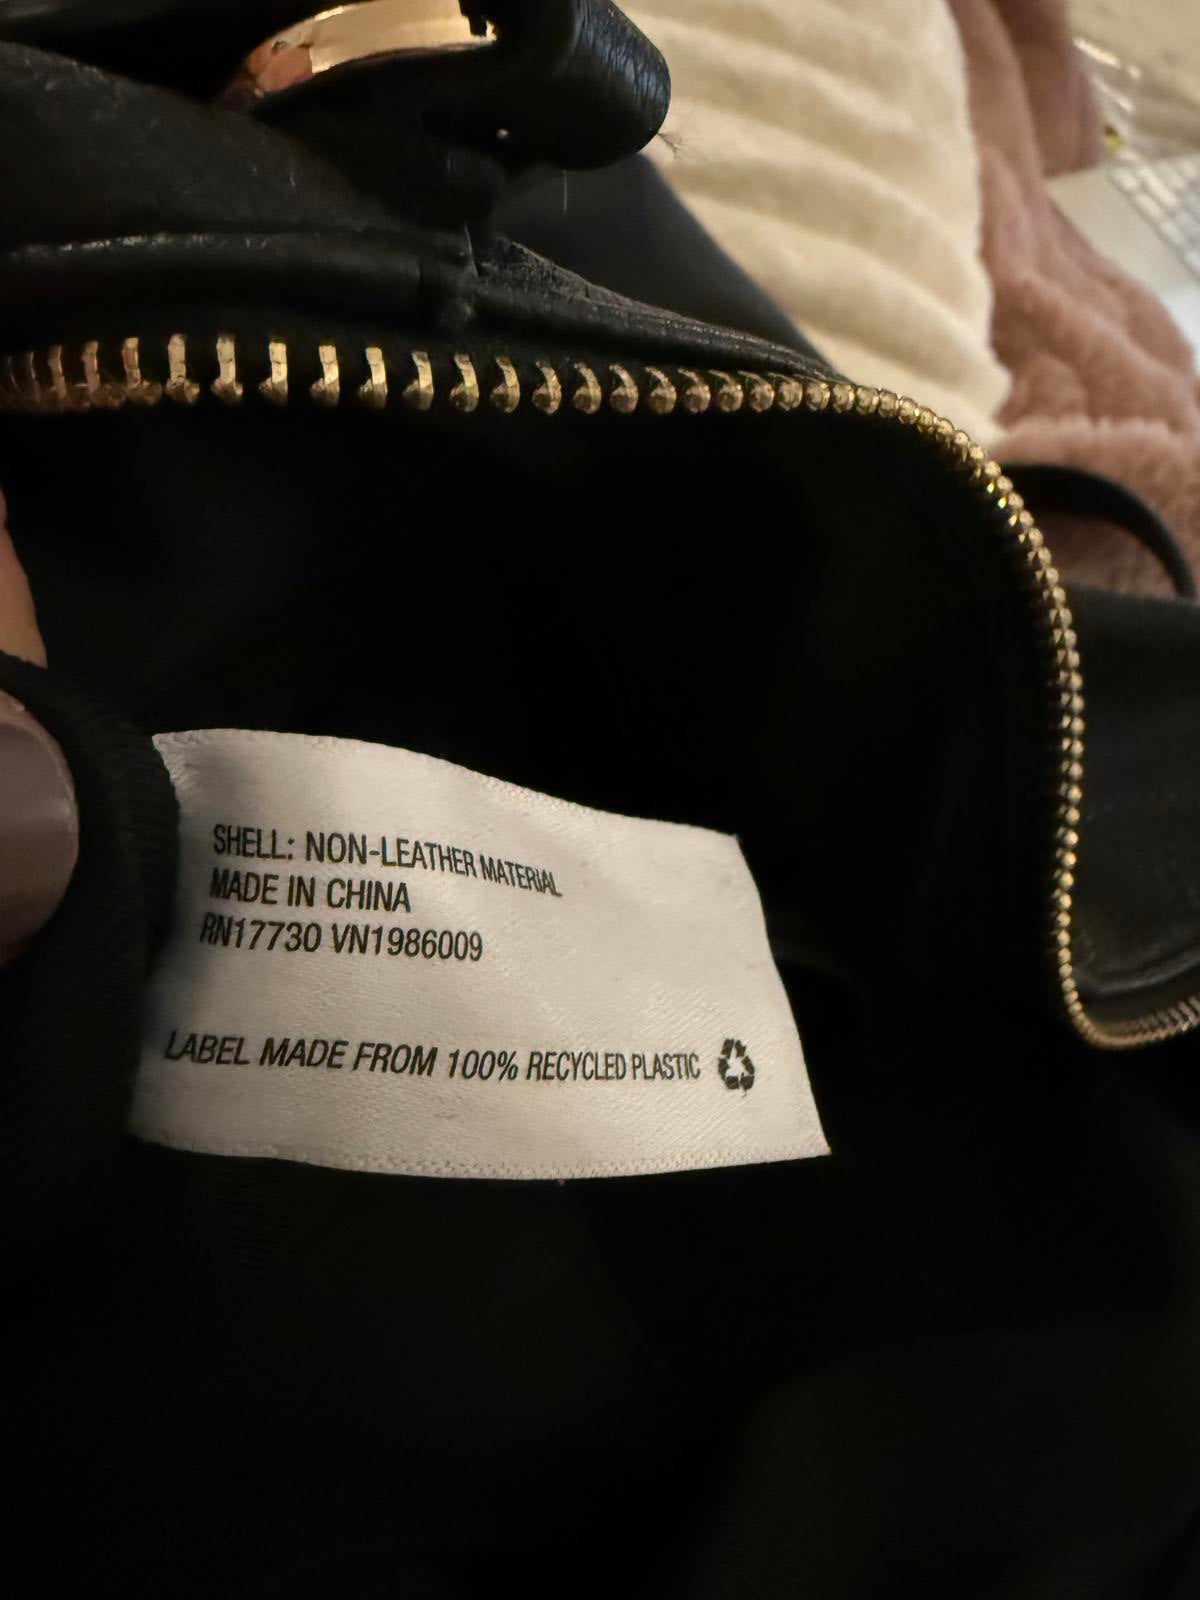 SHELL: NON-LEATHER MATERIAL
MADE IN CHINA
RN17730 VN1986009
LABEL MADE FROM 100% RECYCLED PLASTIC